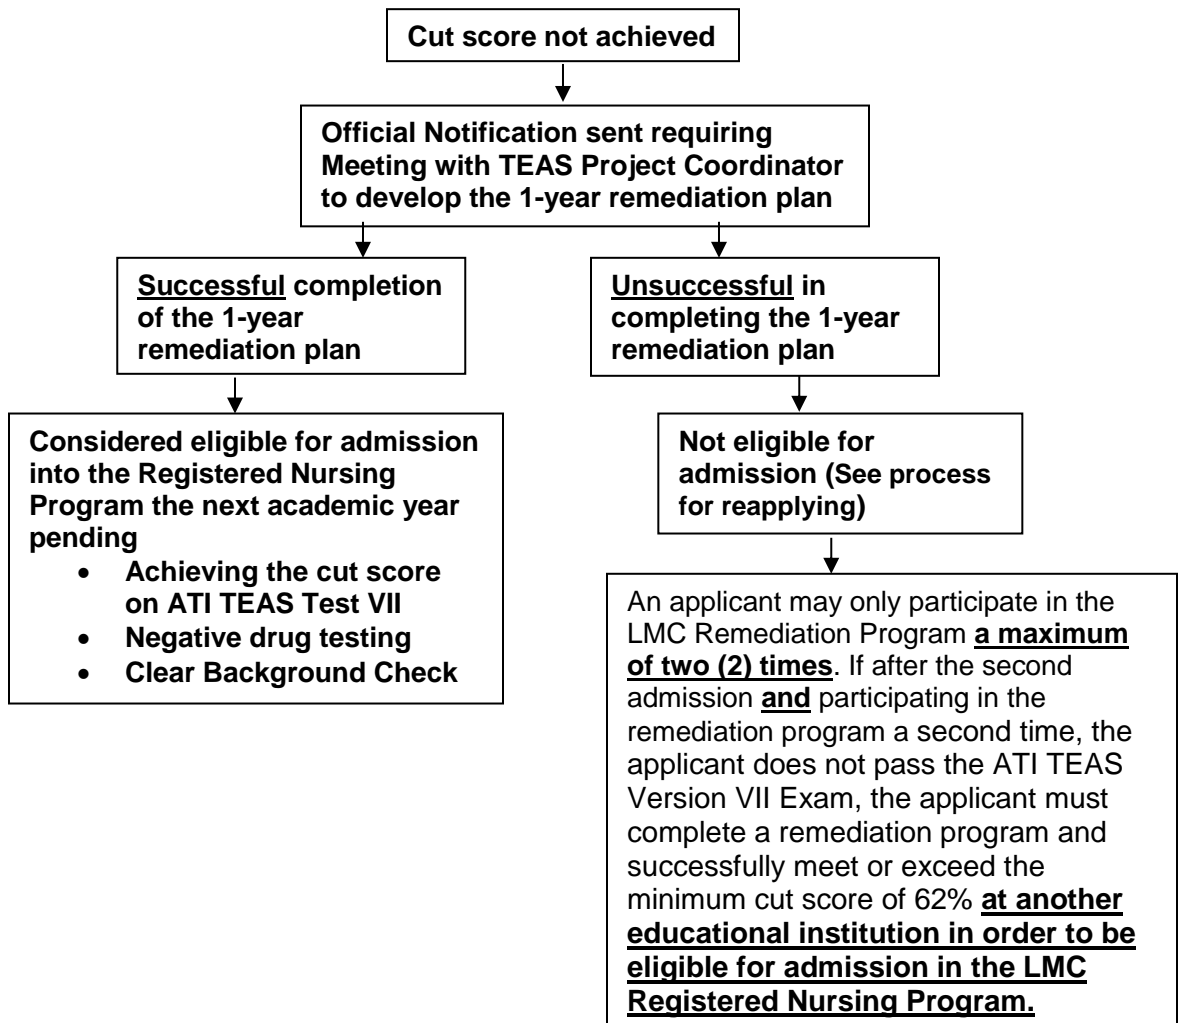 Cut score not achieved
Official Notification sent requiring
Meeting with TEAS Project Coordinator
to develop the 1-year remediation plan
Successful completion
of the 1-year
remediation plan
Unsuccessful in
completing the 1-year
remediation plan
Considered eligible for admission
into the Registered Nursing
Program the next academic year
pending
• Achieving the cut score
on ATI TEAS Test VII
• Negative drug testing
• Clear Background Check
Not eligible for
admission (See process
for reapplying)
An applicant may only participate in the
LMC Remediation Program a maximum
of two (2) times. If after the second
admission and participating in the
remediation program a second time, the
applicant does not pass the ATI TEAS
Version VII Exam, the applicant must
complete a remediation program and
successfully meet or exceed the
minimum cut score of 62% at another
educational institution in order to be
eligible for admission in the LMC
Registered Nursing Program.